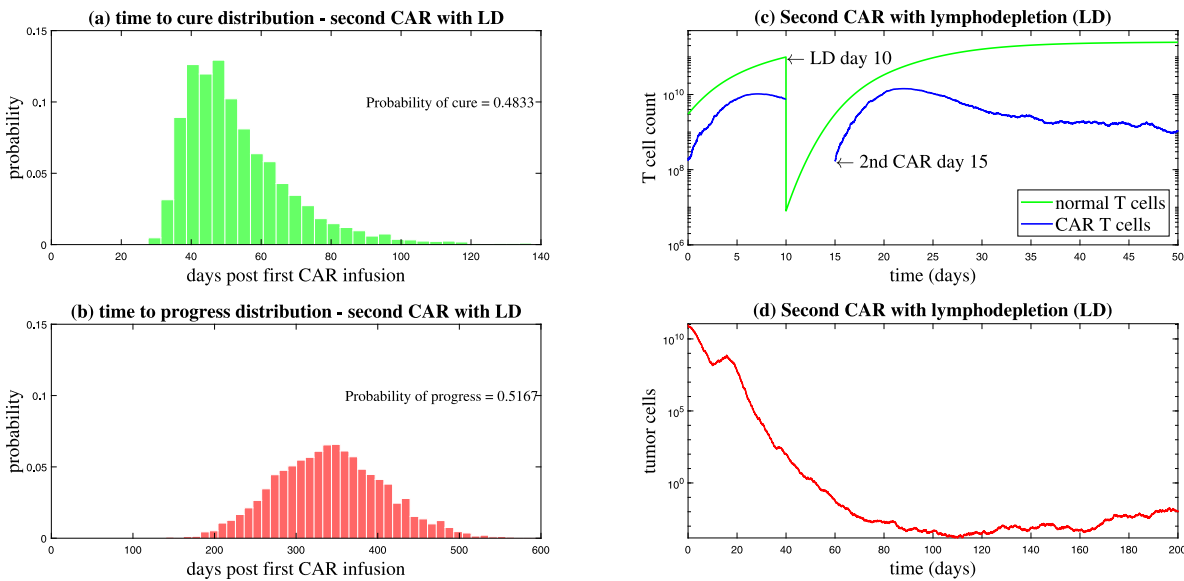 (a) time to cure distribution - second CAR with LD
0.15
0.1
0.05
0
probability
Probability of cure = 0.4833
0 20 40 60 80 100 120 140
days post first CAR infusion
(b) time to progress distribution - second CAR with LD
0.15
0.1
0.05
0
probability
Probability of progress = 0.5167
0 100 200 300 400 500 600
days post first CAR infusion
(c) Second CAR with lymphodepletion (LD)
10^10
10^8
10^6
T cell count
← LD day 10
← 2nd CAR day 15
normal T cells
CAR T cells
0 5 10 15 20 25 30 35 40 45 50
time (days)
(d) Second CAR with lymphodepletion (LD)
10^10
10^5
10^0
tumor cells
0 20 40 60 80 100 120 140 160 180 200
time (days)